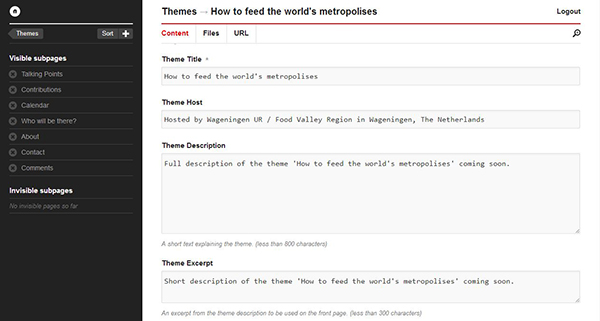 Themes → How to feed the world's metropolises
Logout
Themes
Sort +
Content
Files
URL
Visible subpages
Talking Points
Contributions
Calendar
Who will be there?
About
Contact
Comments
Invisible subpages
No invisible pages so far
Theme Title *
How to feed the world's metropolises
Theme Host
Hosted by Wageningen UR / Food Valley Region in Wageningen, The Netherlands
Theme Description
Full description of the theme 'How to feed the world's metropolises' coming soon.
A short text explaining the theme. (less than 800 characters)
Theme Excerpt
Short description of the theme 'How to feed the world's metropolises' coming soon.
An excerpt from the theme description to be used on the front page. (less than 300 characters)